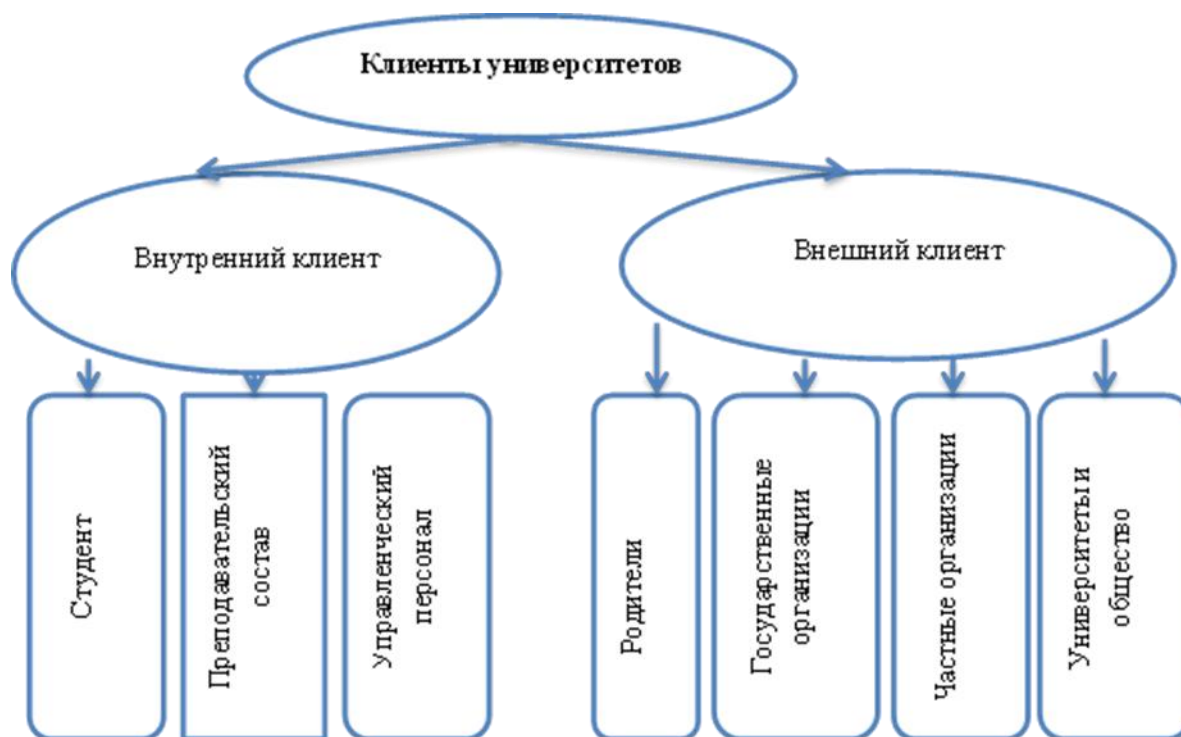 Клиенты университетов
Внутренний клиент
Внешний клиент
Студент
Преподавательский
состав
Управленческий
персонал
Родители
Государственные
организации
Частные организации
Университеты и
общество